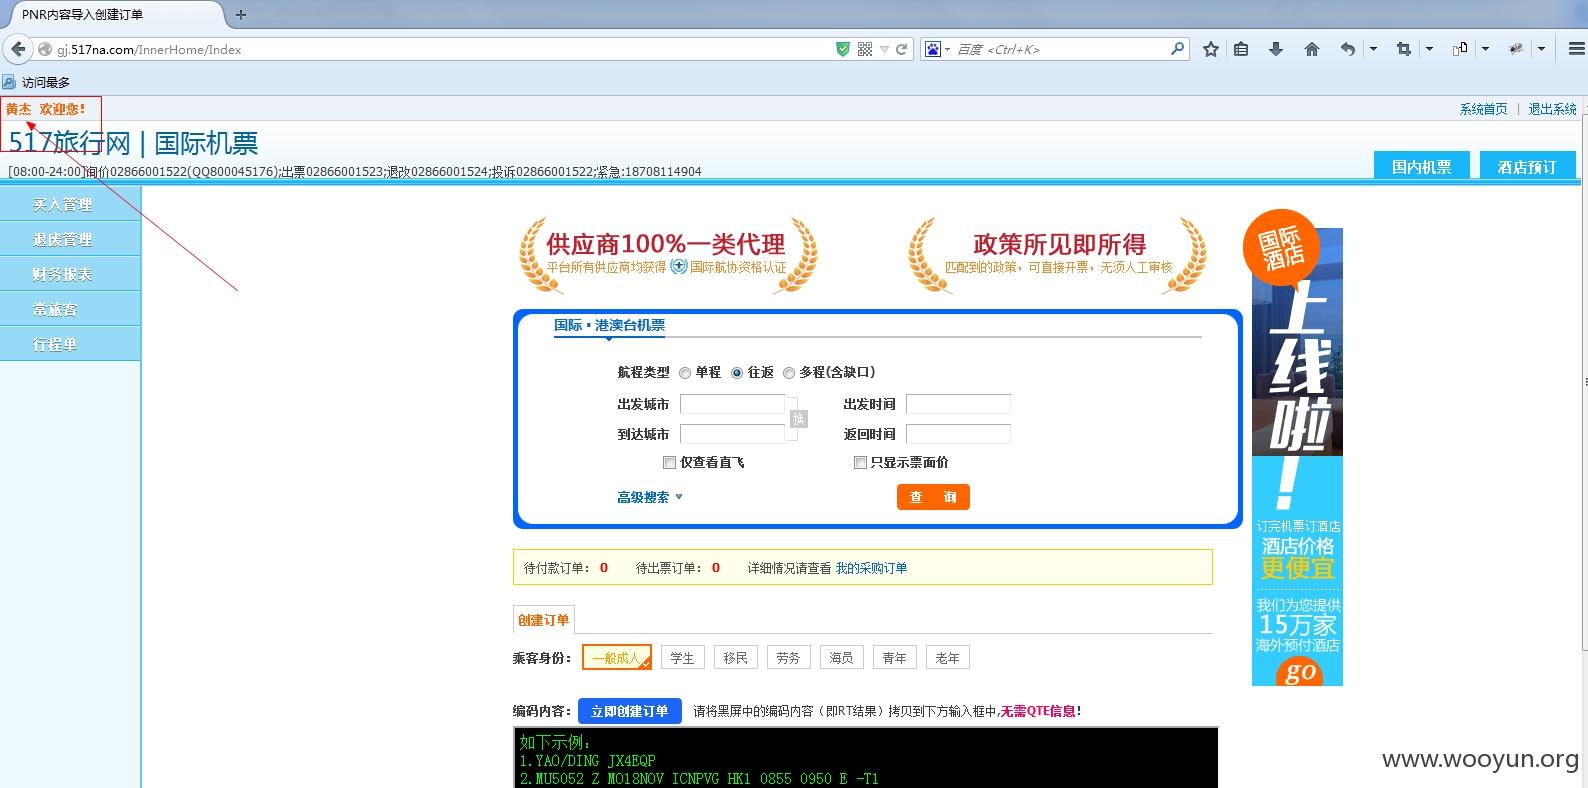 PNR内容导入创建订单
gj.517na.com/InnerHome/Index
百度 <Ctrl+K>
访问最多
黄杰 欢迎您!
系统首页 | 退出系统
517旅行网 | 国际机票
[08:00-24:00]询价02866001522(QQ800045176);出票02866001523;退改02866001524;投诉02866001522;紧急:18708114904
国内机票 酒店预订
买入管理
退废管理
财务报表
常旅客
行程单
供应商100%一类代理
平台所有供应商均获得 国际航协资格认证
政策所见即所得
匹配到的政策，可直接开票，无须人工审核
国际·港澳台机票
航程类型 单程 往返 多程(含缺口)
出发城市 出发时间
换
到达城市 返回时间
仅查看直飞 只显示票面价
高级搜索 查 询
国际
酒店
上线啦!
订完机票订酒店
酒店价格
更便宜
我们为您提供
15万家
海外预付酒店
go
待付款订单： 0 待出票订单： 0 详细情况请查看 我的采购订单
创建订单
乘客身份： 一般成人 学生 移民 劳务 海员 青年 老年
编码内容： 立即创建订单 请将黑屏中的编码内容（即RT结果）拷贝到下方输入框中,无需QTE信息!
如下示例：
1.YAO/DING JX4EQP
2.MU5052 Z MO18NOV ICNPVG HK1 0855 0950 E -T1
www.wooyun.org